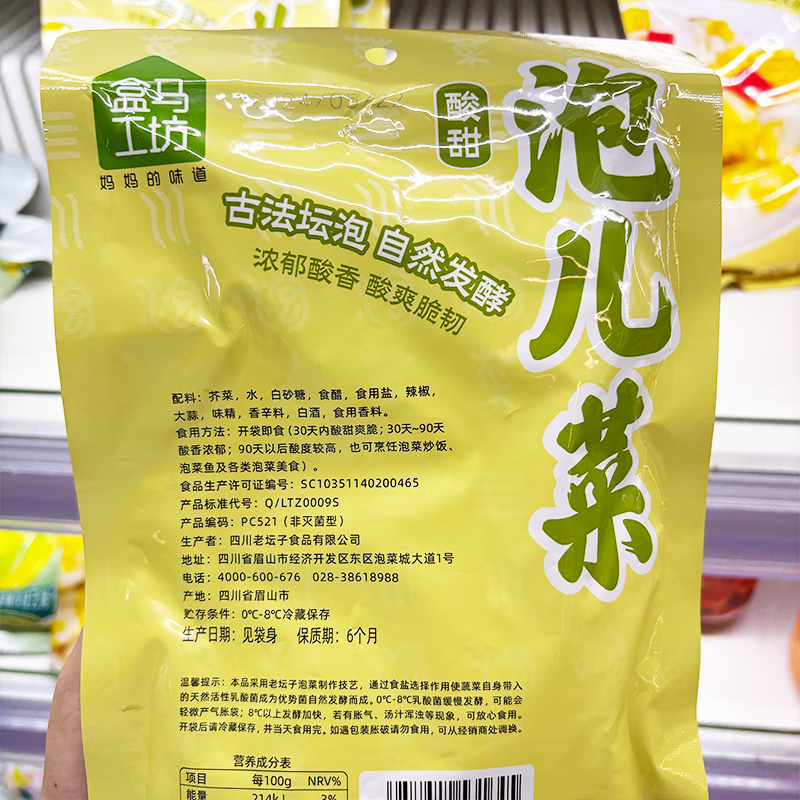 盒马
工坊
妈妈的味道
酸甜
泡儿菜
古法坛泡 自然发酵
浓郁酸香 酸爽脆韧
配料：芥菜，水，白砂糖，食醋，食用盐，辣椒，
大蒜，味精，香辛料，白酒，食用香料。
食用方法：开袋即食（30天内酸甜爽脆；30天~90天
酸香浓郁；90天以后酸度较高，也可烹饪泡菜炒饭、
泡菜鱼及各类泡菜美食）。
食品生产许可证编号：SC10351140200465
产品标准代号：Q/LTZ0009S
产品编码：PC521（非灭菌型）
生产者：四川老坛子食品有限公司
地址：四川省眉山市经济开发区东区泡菜城大道1号
电话：4000-600-676 028-38618988
产地：四川省眉山市
贮存条件：0℃-8℃冷藏保存
生产日期：见袋身 保质期：6个月
温馨提示：本品采用老坛子泡菜制作技艺，通过食盐选择作用使蔬菜自身带入
的天然活性乳酸菌成为优势菌自然发酵而成。0℃-8℃乳酸菌缓慢发酵，可能会
轻微产气胀袋；8℃以上发酵加快，若有胀气、汤汁浑浊等现象，可放心食用。
开袋后请冷藏保存，并当天食用完。如遇包装胀破请勿食用，可从经销商处调换。
营养成分表
项目 每100g NRV%
能量 214kJ 3%